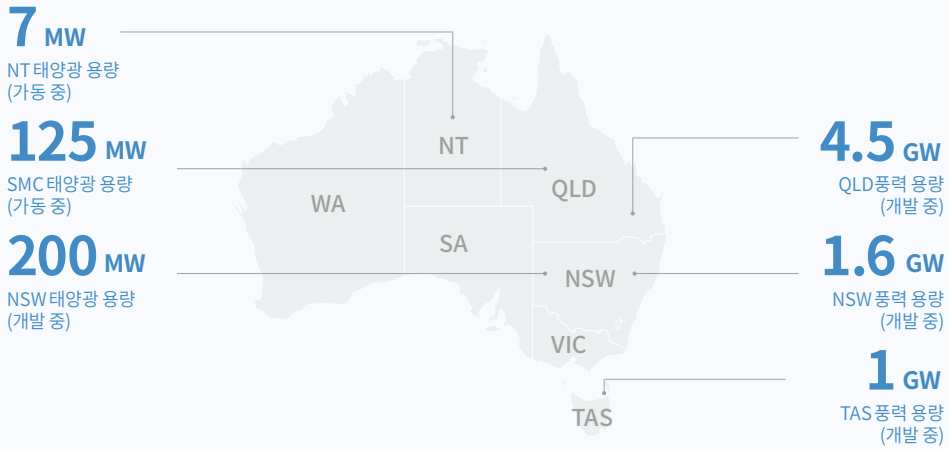 7 MW
NT 태양광 용량
(가동 중)
125 MW
SMC 태양광 용량
(가동 중)
200 MW
NSW 태양광 용량
(개발 중)
NT
QLD
WA
SA
NSW
VIC
TAS
4.5 GW
QLD풍력 용량
(개발 중)
1.6 GW
NSW 풍력 용량
(개발 중)
1 GW
TAS 풍력 용량
(개발 중)